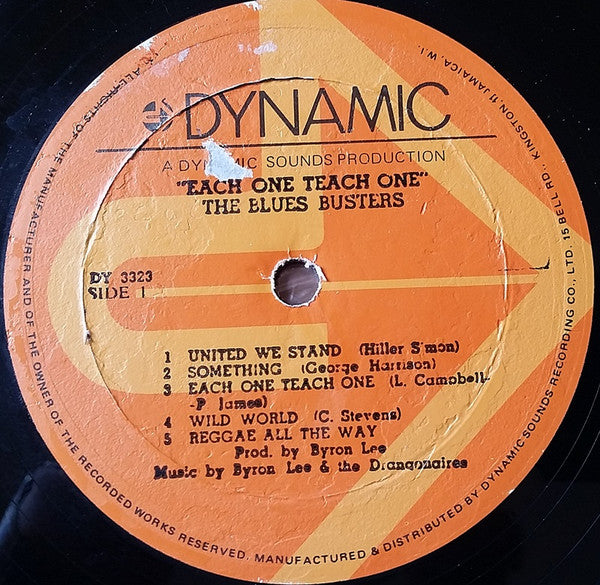 DYNAMIC
A DYNAMIC SOUNDS PRODUCTION
"EACH ONE TEACH ONE"
THE BLUES BUSTERS
DY 3323
SIDE 1
1 UNITED WE STAND (Hiller S'mon)
2 SOMETHING (George Harrison)
3 EACH ONE TEACH ONE (L. Campbell-
-P James)
4 WILD WORLD (C. Stevens)
5 REGGAE ALL THE WAY
Prod. by Byron Lee
Music by Byron Lee & the Dranqonaires
ALL RIGHTS OF THE MANUFACTURER AND OF THE OWNER OF THE RECORDED WORKS RESERVED. MANUFACTURED & DISTRIBUTED BY DYNAMIC SOUNDS RECORDING CO., LTD. 15 BELL RD., KINGSTON, 11 JAMAICA, W.I.